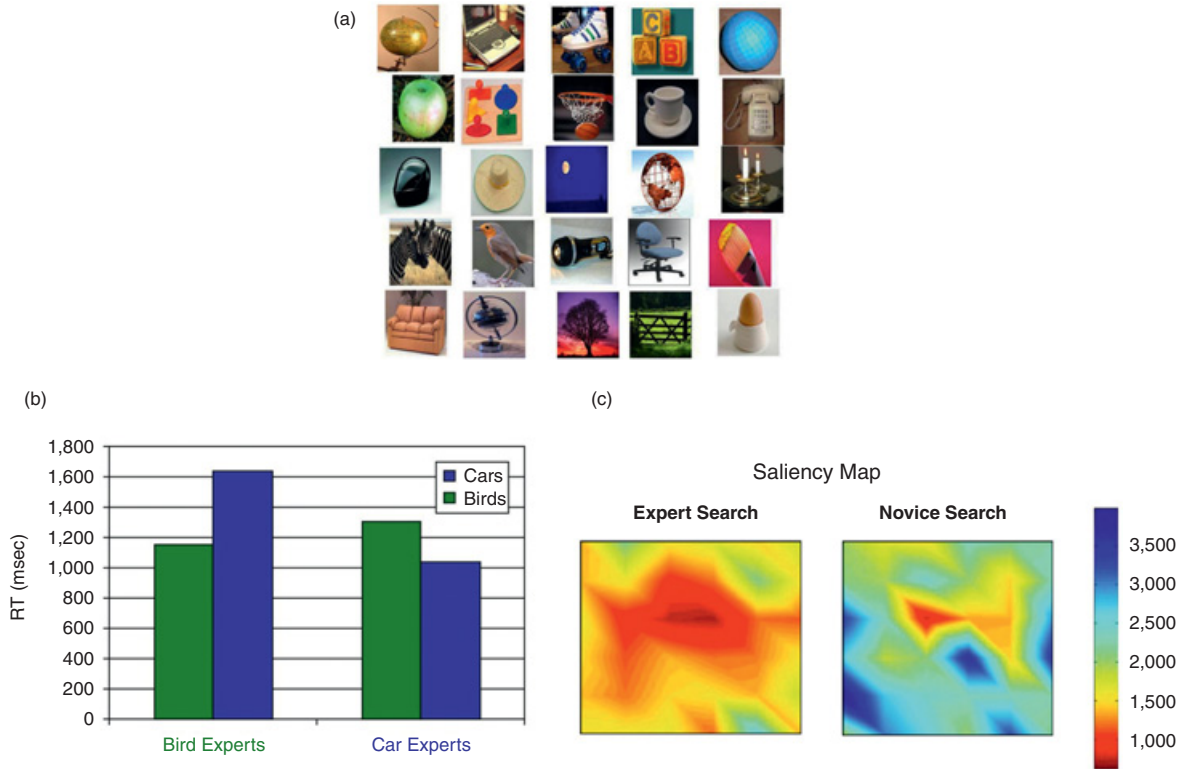 (a)
C
A B
(b)
1,800
1,600
1,400
1,200
1,000
800
600
400
200
0
RT (msec)
Cars
Birds
Bird Experts
Car Experts
(c)
Saliency Map
Expert Search
Novice Search
3,500
3,000
2,500
2,000
1,500
1,000